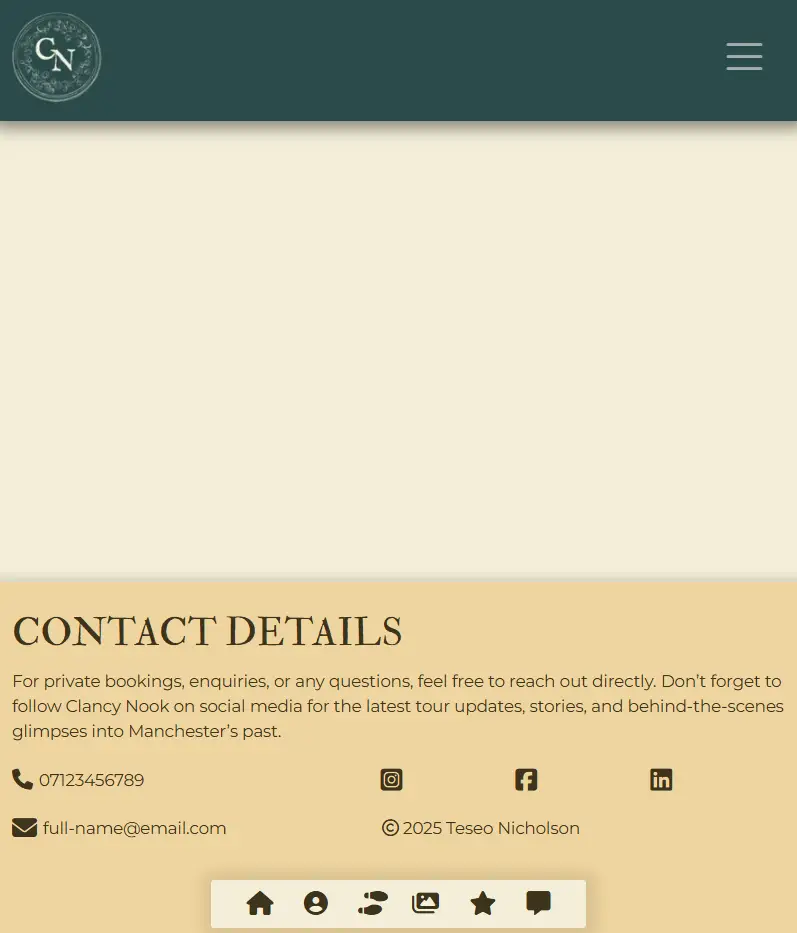 CN
CONTACT DETAILS
For private bookings, enquiries, or any questions, feel free to reach out directly. Don’t forget to
follow Clancy Nook on social media for the latest tour updates, stories, and behind-the-scenes
glimpses into Manchester’s past.
07123456789
full-name@email.com
© 2025 Teseo Nicholson